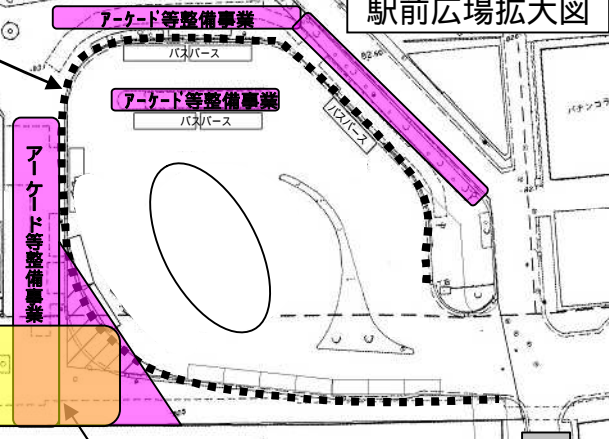 駅前広場拡大図
アーケード等整備事業
バスバース
アーケード等整備事業
バスバース
バスバース
アーケード等整備事業
パチンコラ